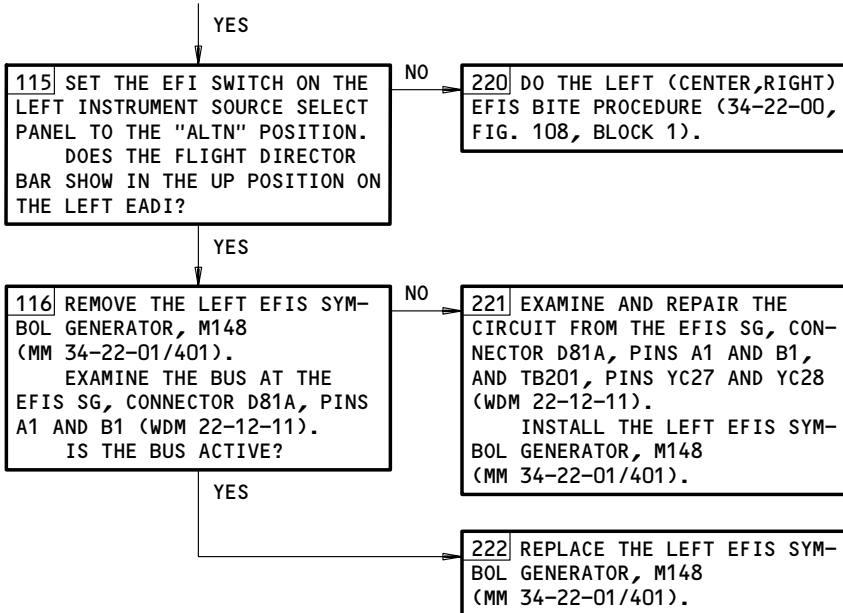 YES
115 SET THE EFI SWITCH ON THE
LEFT INSTRUMENT SOURCE SELECT
PANEL TO THE "ALTN" POSITION.
DOES THE FLIGHT DIRECTOR
BAR SHOW IN THE UP POSITION ON
THE LEFT EADI?
NO
220 DO THE LEFT (CENTER,RIGHT)
EFIS BITE PROCEDURE (34-22-00,
FIG. 108, BLOCK 1).
YES
116 REMOVE THE LEFT EFIS SYM-
BOL GENERATOR, M148
(MM 34-22-01/401).
EXAMINE THE BUS AT THE
EFIS SG, CONNECTOR D81A, PINS
A1 AND B1 (WDM 22-12-11).
IS THE BUS ACTIVE?
NO
221 EXAMINE AND REPAIR THE
CIRCUIT FROM THE EFIS SG, CON-
NECTOR D81A, PINS A1 AND B1,
AND TB201, PINS YC27 AND YC28
(WDM 22-12-11).
INSTALL THE LEFT EFIS SYM-
BOL GENERATOR, M148
(MM 34-22-01/401).
YES
222 REPLACE THE LEFT EFIS SYM-
BOL GENERATOR, M148
(MM 34-22-01/401).